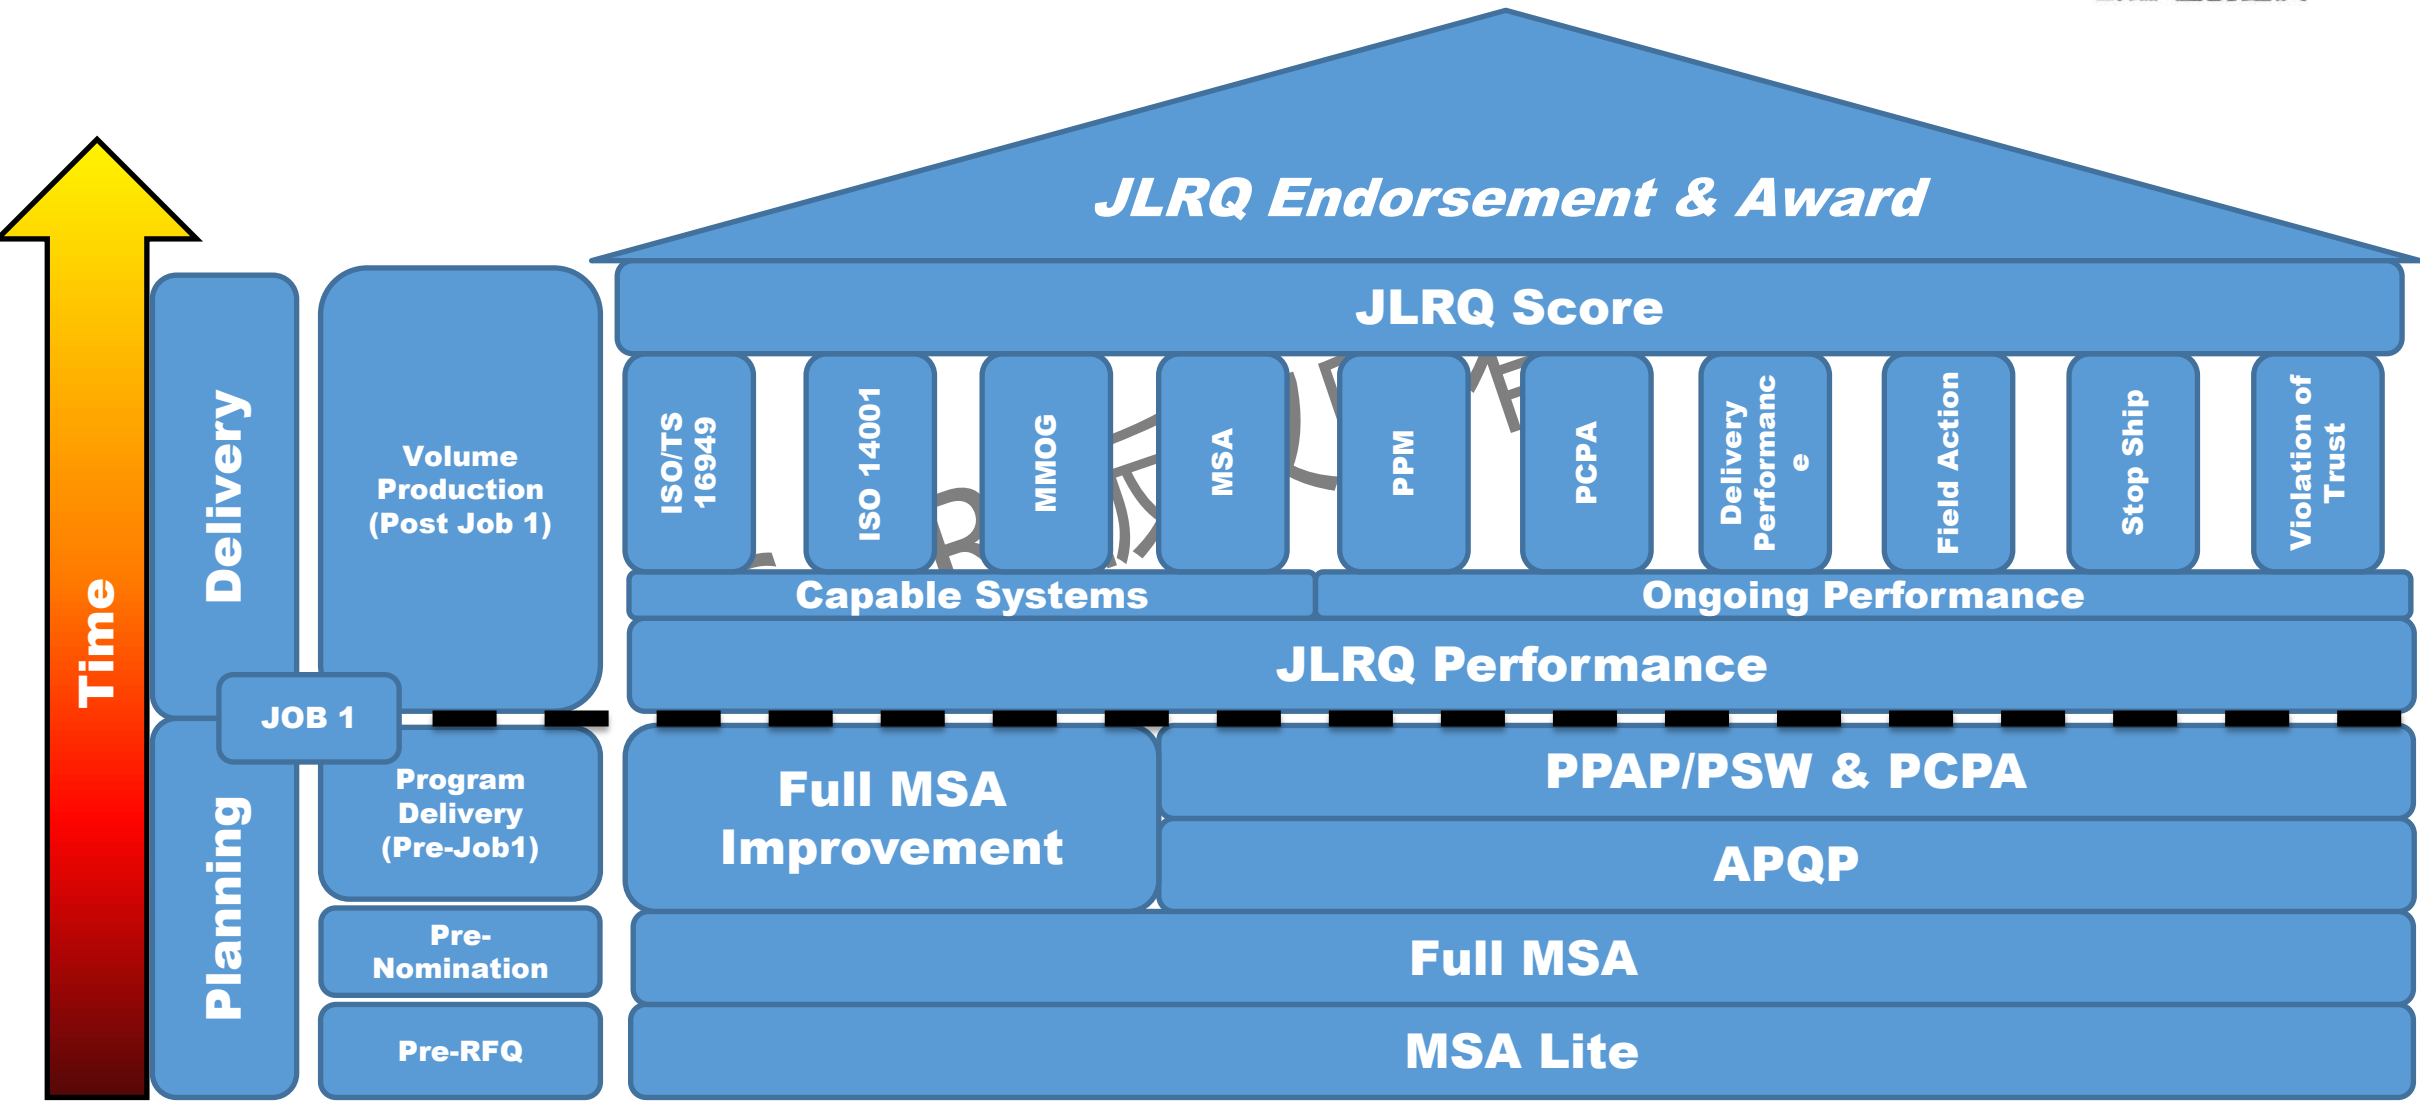 JLRQ Endorsement & Award
JLRQ Score
ISO/TS
16949
ISO 14001
MMOG
MSA
PPM
PCPA
Delivery
Performanc
e
Field Action
Stop Ship
Violation of
Trust
Capable Systems
Ongoing Performance
JLRQ Performance
Time
Delivery
Volume
Production
(Post Job 1)
JOB 1
Planning
Program
Delivery
(Pre-Job1)
Pre-
Nomination
Pre-RFQ
Full MSA
Improvement
PPAP/PSW & PCPA
APQP
Full MSA
MSA Lite